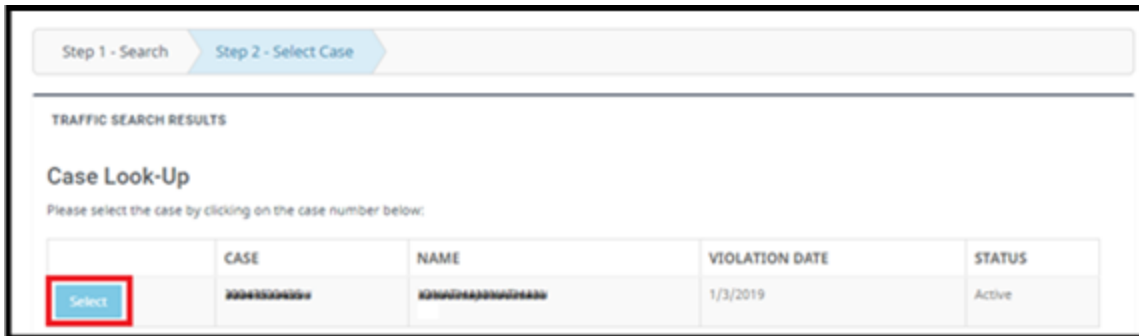 Step 1 - Search Step 2 - Select Case
TRAFFIC SEARCH RESULTS
Case Look-Up
Please select the case by clicking on the case number below:
CASE NAME VIOLATION DATE STATUS
Select 1/3/2019 Active